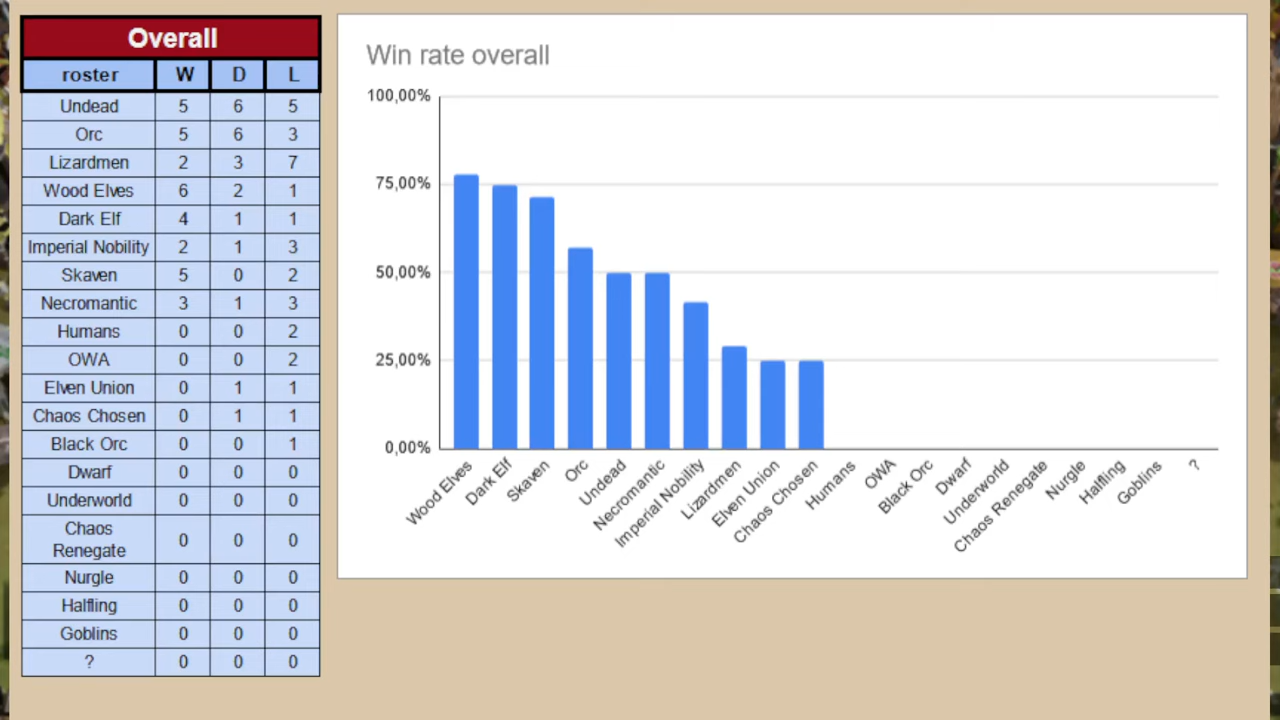 Overall
roster W D L
Undead 5 6 5
Orc 5 6 3
Lizardmen 2 3 7
Wood Elves 6 2 1
Dark Elf 4 1 1
Imperial Nobility 2 1 3
Skaven 5 0 2
Necromantic 3 1 3
Humans 0 0 2
OWA 0 0 2
Elven Union 0 1 1
Chaos Chosen 0 1 1
Black Orc 0 0 1
Dwarf 0 0 0
Underworld 0 0 0
Chaos
Renegate 0 0 0
Nurgle 0 0 0
Halfling 0 0 0
Goblins 0 0 0
? 0 0 0
Win rate overall
100,00%
75,00%
50,00%
25,00%
0,00%
Wood Elves
Dark Elf
Skaven
Orc
Undead
Necromantic
Imperial Nobility
Lizardmen
Elven Union
Chaos Chosen
Humans
OWA
Black Orc
Dwarf
Underworld
Chaos Renegate
Nurgle
Halfling
Goblins
?